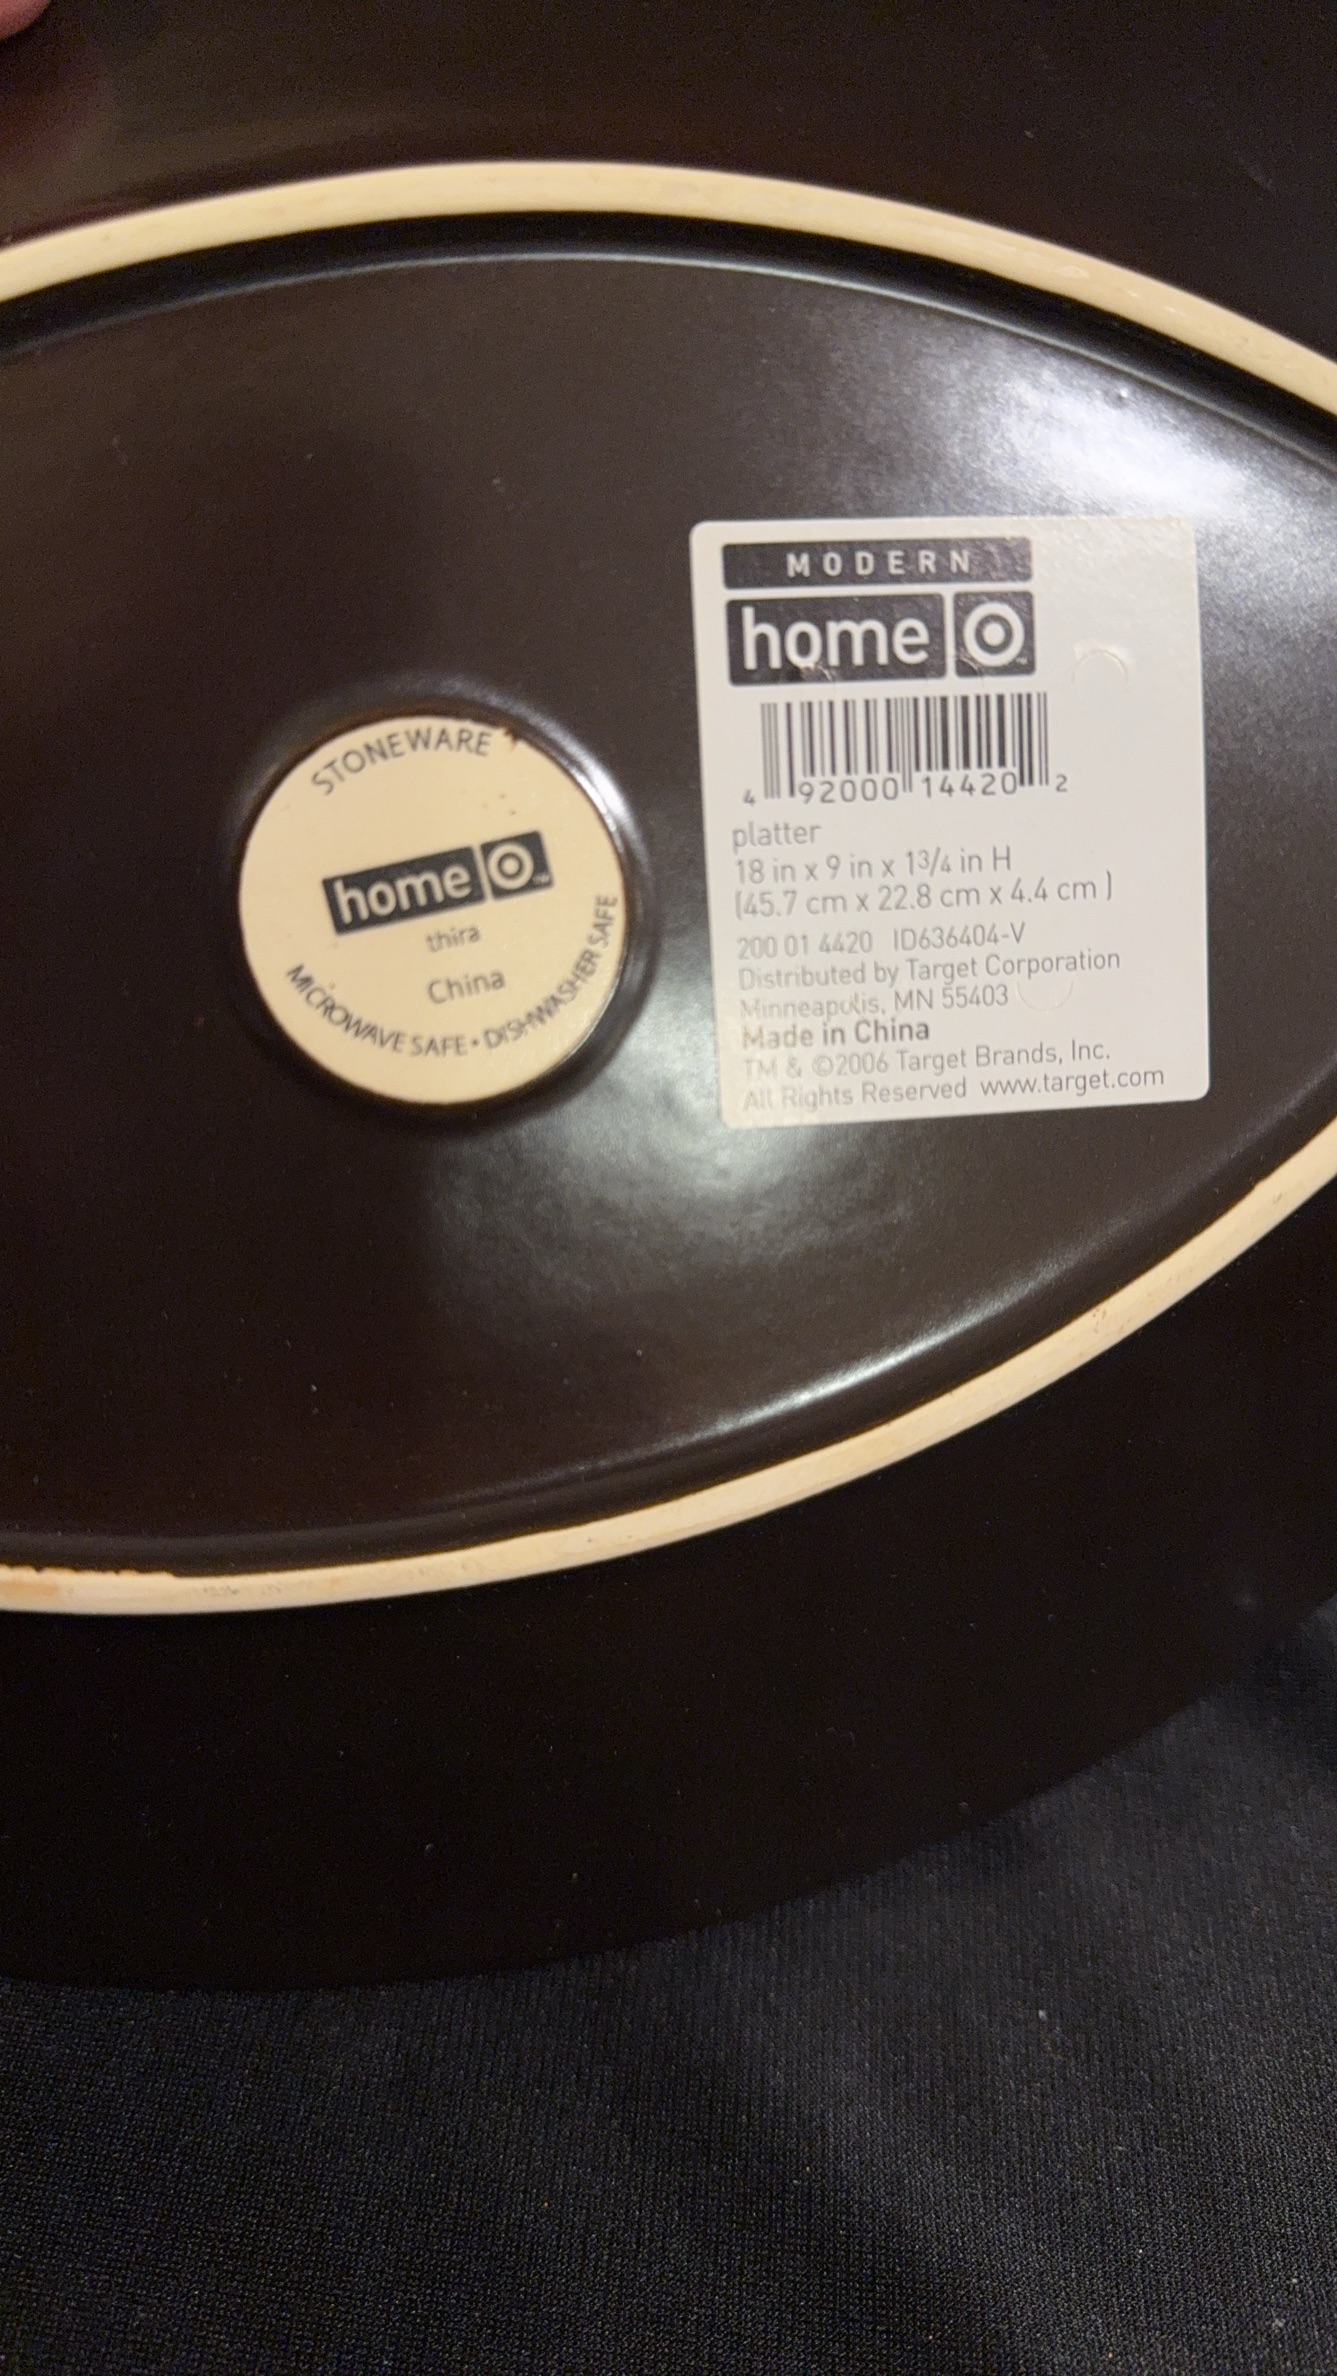 STONEWARE
home
thira
China
MICROWAVE SAFE • DISHWASHER SAFE
MODERN
home
4 92000 14420 2
platter
18 in x 9 in x 1 3/4 in H
(45.7 cm x 22.8 cm x 4.4 cm )
200 01 4420 ID636404-V
Distributed by Target Corporation
Minneapolis, MN 55403
Made in China
TM & ©2006 Target Brands, Inc.
All Rights Reserved www.target.com